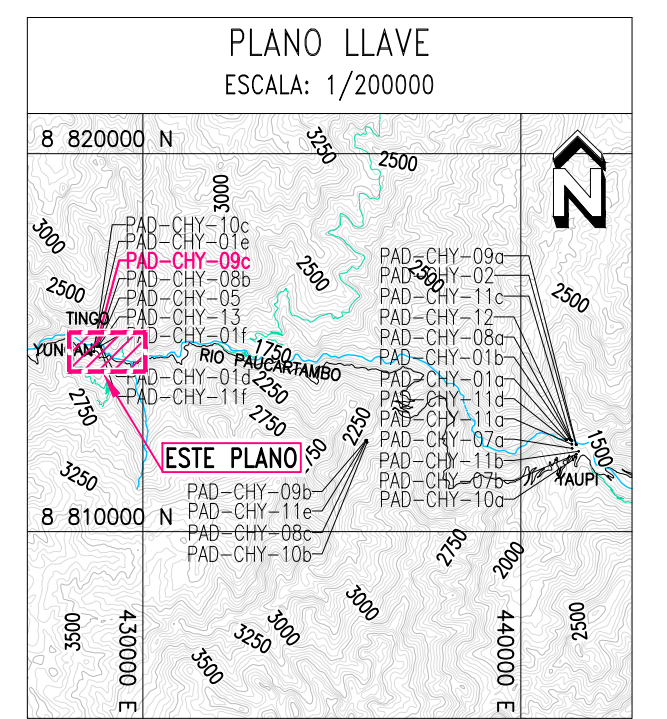 PLANO LLAVE
ESCALA: 1/200000
8 820000 N
3250
2500
N
3000
3000
PAD-CHY-10c
PAD-CHY-01e
PAD-CHY-09c
PAD-CHY-08b
PAD-CHY-05
PAD-CHY-13
PAD-CHY-01f
PAD-CHY-01d
PAD-CHY-11f
2500
TINGO
2500
2500
2500
PAD-CHY-09a
PAD-CHY-02
PAD-CHY-11c
PAD-CHY-12
PAD-CHY-08a
PAD-CHY-01b
PAD-CHY-01a
PAD-CHY-11d
PAD-CHY-11a
PAD-CHY-07a
PAD-CHY-11b
PAD-CHY-07b
PAD-CHY-10a
1750
RIO PAUCARTAMBO
2250
2750
2750
2250
1500
YAUPI
ESTE PLANO
3250
PAD-CHY-09b
PAD-CHY-11e
PAD-CHY-08c
PAD-CHY-10b
8 810000 N
2750
2000
3500
430000 E
3000
3000
3250
3500
440000 E
2500